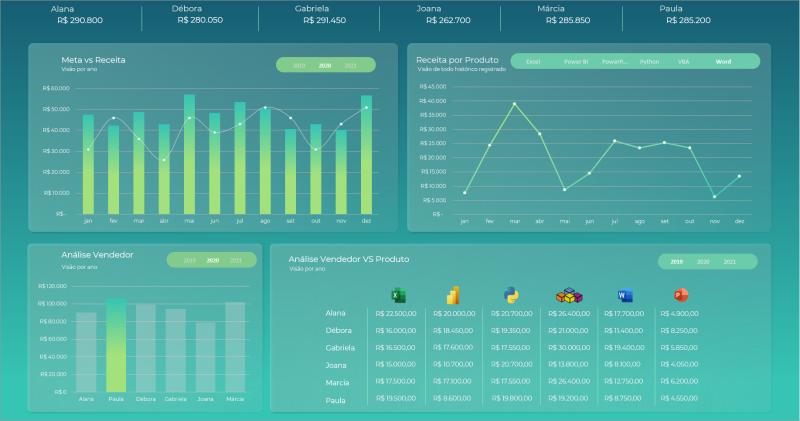 Alana Débora Gabriela Joana Márcia Paula
R$ 290.800 R$ 280.050 R$ 291.450 R$ 262.700 R$ 285.850 R$ 285.200
Meta vs Receita
Visão por ano
2019 2020 2021
R$ 60.000
R$ 50.000
R$ 40.000
R$ 30.000
R$ 20.000
R$ 10.000
R$ -
jan fev mar abr mai jun jul ago set out nov dez
Receita por Produto
Visão de todo histórico registrado
Excel Power BI PowerP... Python VBA Word
R$ 45.000
R$ 40.000
R$ 35.000
R$ 30.000
R$ 25.000
R$ 20.000
R$ 15.000
R$ 10.000
R$ 5.000
R$ -
jan fev mar abr mai jun jul ago set out nov dez
Análise Vendedor
Visão por ano
2019 2020 2021
R$ 120.000
R$ 100.000
R$ 80.000
R$ 60.000
R$ 40.000
R$ 20.000
R$ 0
Alana Paula Débora Gabriela Joana Márcia
Análise Vendedor VS Produto
Visão por ano
2019 2020 2021
Alana R$ 22.500,00 R$ 20.000,00 R$ 20.700,00 R$ 26.400,00 R$ 17.700,00 R$ 4.900,00
Débora R$ 16.000,00 R$ 18.450,00 R$ 19.350,00 R$ 21.000,00 R$ 11.400,00 R$ 8.250,00
Gabriela R$ 16.500,00 R$ 17.600,00 R$ 17.550,00 R$ 30.000,00 R$ 19.400,00 R$ 5.850,00
Joana R$ 15.000,00 R$ 10.700,00 R$ 20.700,00 R$ 13.800,00 R$ 8.100,00 R$ 4.050,00
Marcia R$ 17.500,00 R$ 17.100,00 R$ 17.550,00 R$ 26.400,00 R$ 12.750,00 R$ 6.200,00
Paula R$ 19.500,00 R$ 8.600,00 R$ 19.800,00 R$ 19.200,00 R$ 8.750,00 R$ 4.550,00